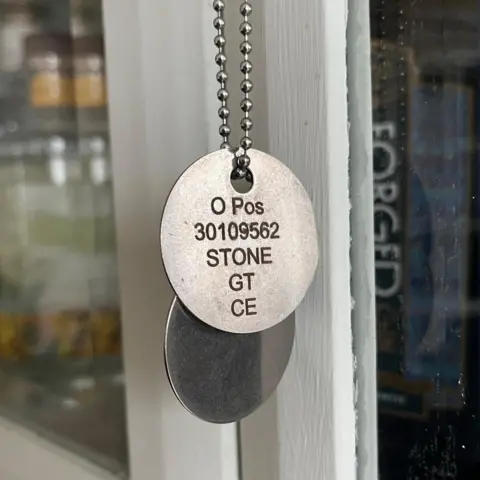 O Pos
30109562
STONE
GT
CE
FORGED